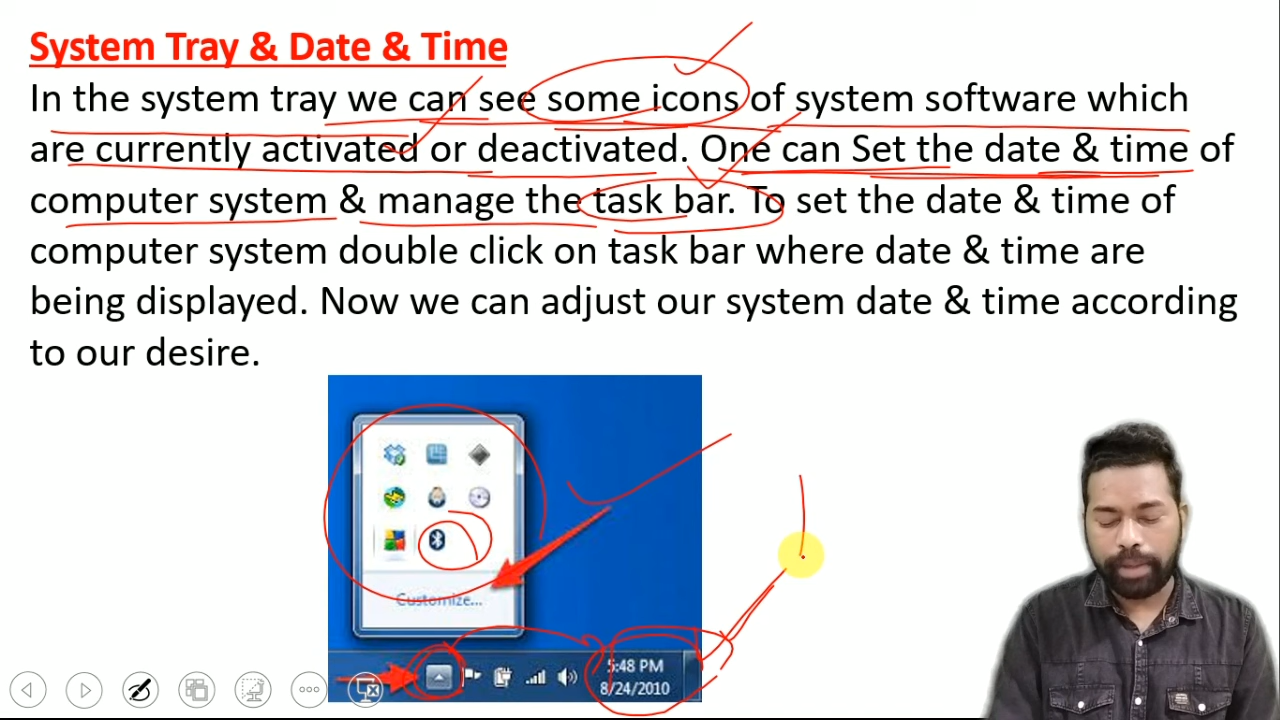 System Tray & Date & Time
In the system tray we can see some icons of system software which
are currently activated or deactivated. One can Set the date & time of
computer system & manage the task bar. To set the date & time of
computer system double click on task bar where date & time are
being displayed. Now we can adjust our system date & time according
to our desire.
Customize...
5:48 PM
8/24/2010